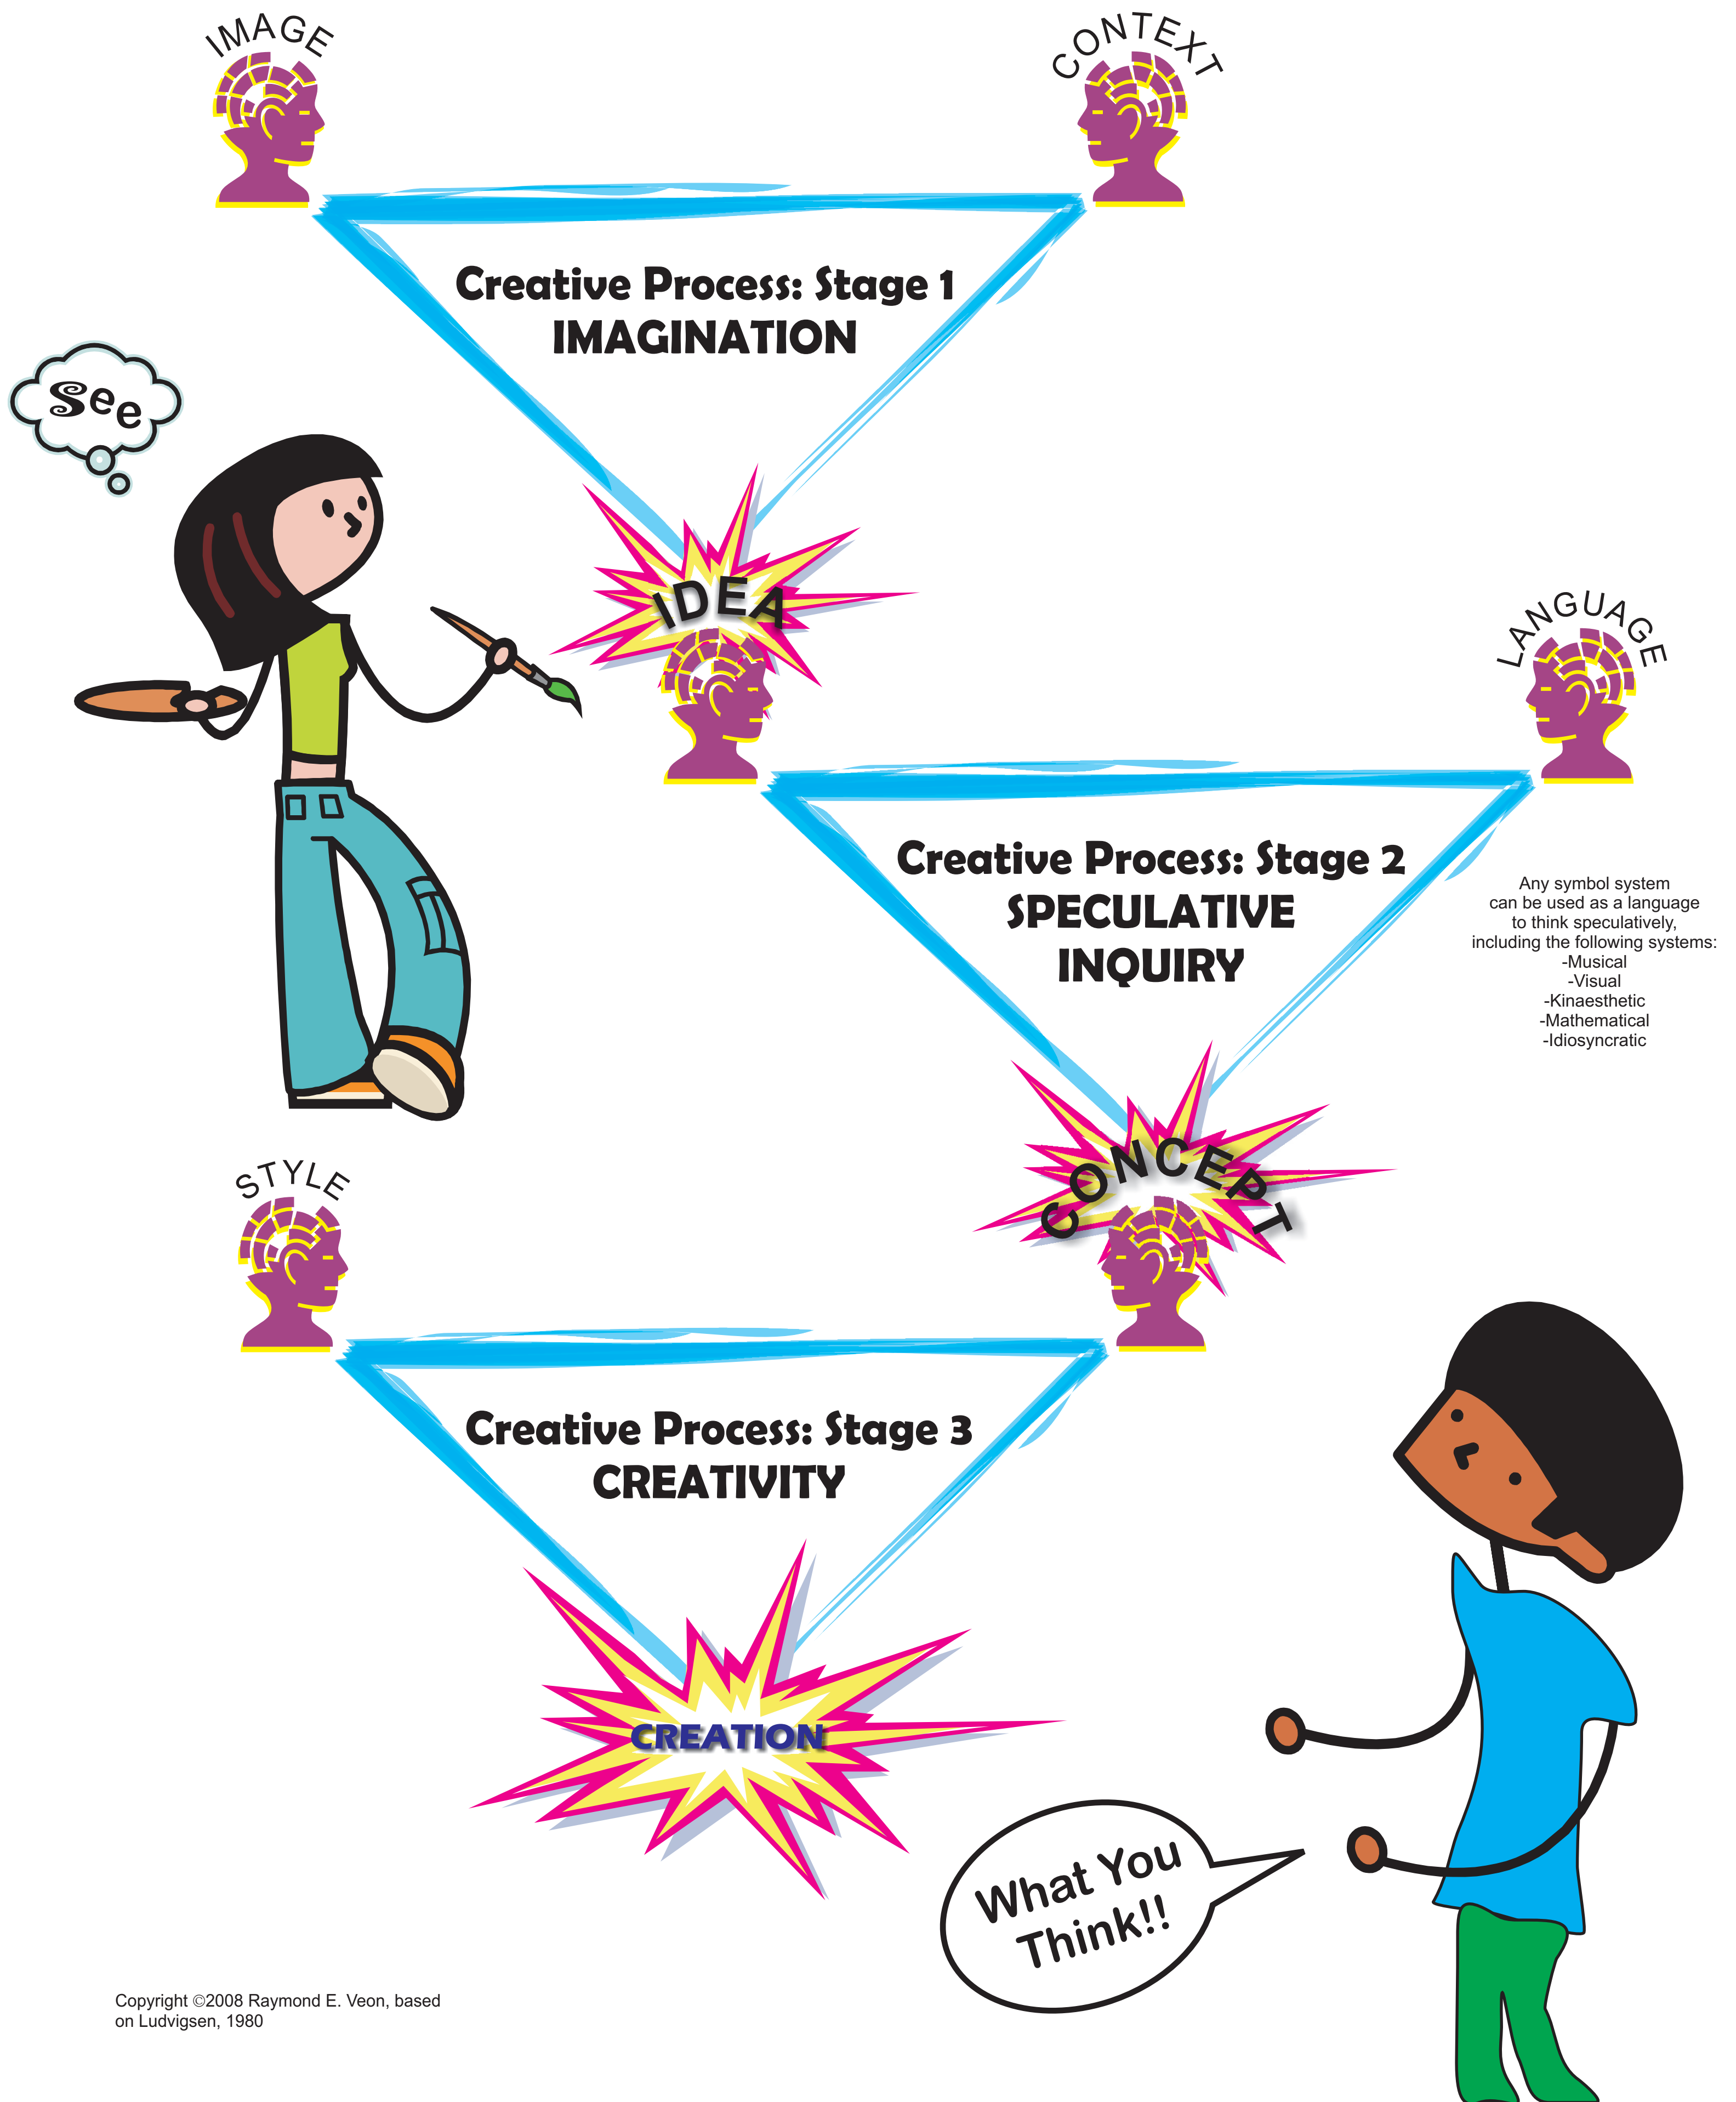 IMAGE
CONTEXT
Creative Process: Stage 1
IMAGINATION
See
IDEA
LANGUAGE
Creative Process: Stage 2
SPECULATIVE
INQUIRY
Any symbol system
can be used as a language
to think speculatively,
including the following systems:
-Musical
-Visual
-Kinaesthetic
-Mathematical
-Idiosyncratic
CONCEPT
STYLE
Creative Process: Stage 3
CREATIVITY
CREATION
What You
Think!!
Copyright ©2008 Raymond E. Veon, based
on Ludvigsen, 1980